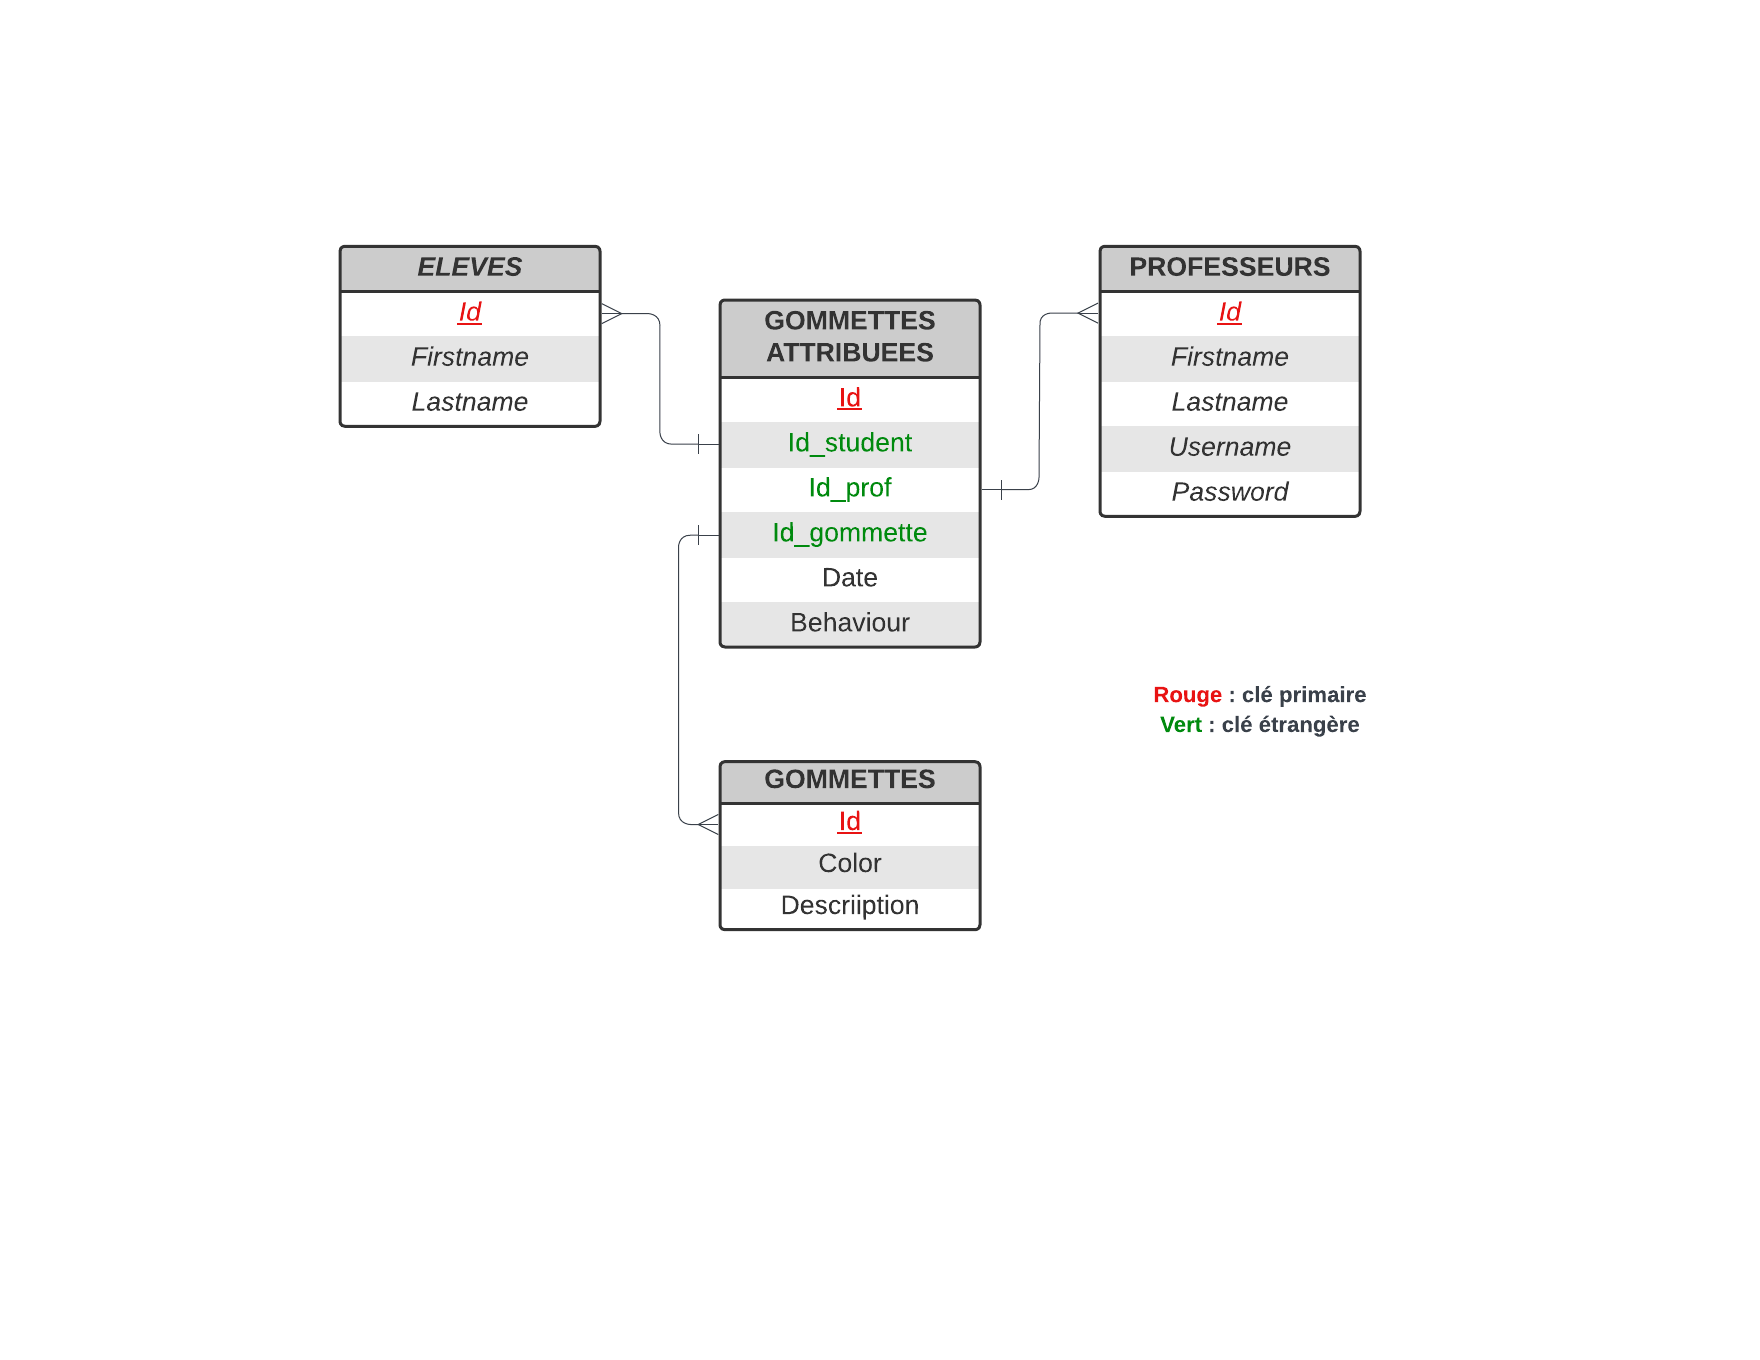 ELEVES
Id
Firstname
Lastname
GOMMETTES
ATTRIBUEES
Id
Id_student
Id_prof
Id_gommette
Date
Behaviour
PROFESSEURS
Id
Firstname
Lastname
Username
Password
Rouge : clé primaire
Vert : clé étrangère
GOMMETTES
Id
Color
Descriiption